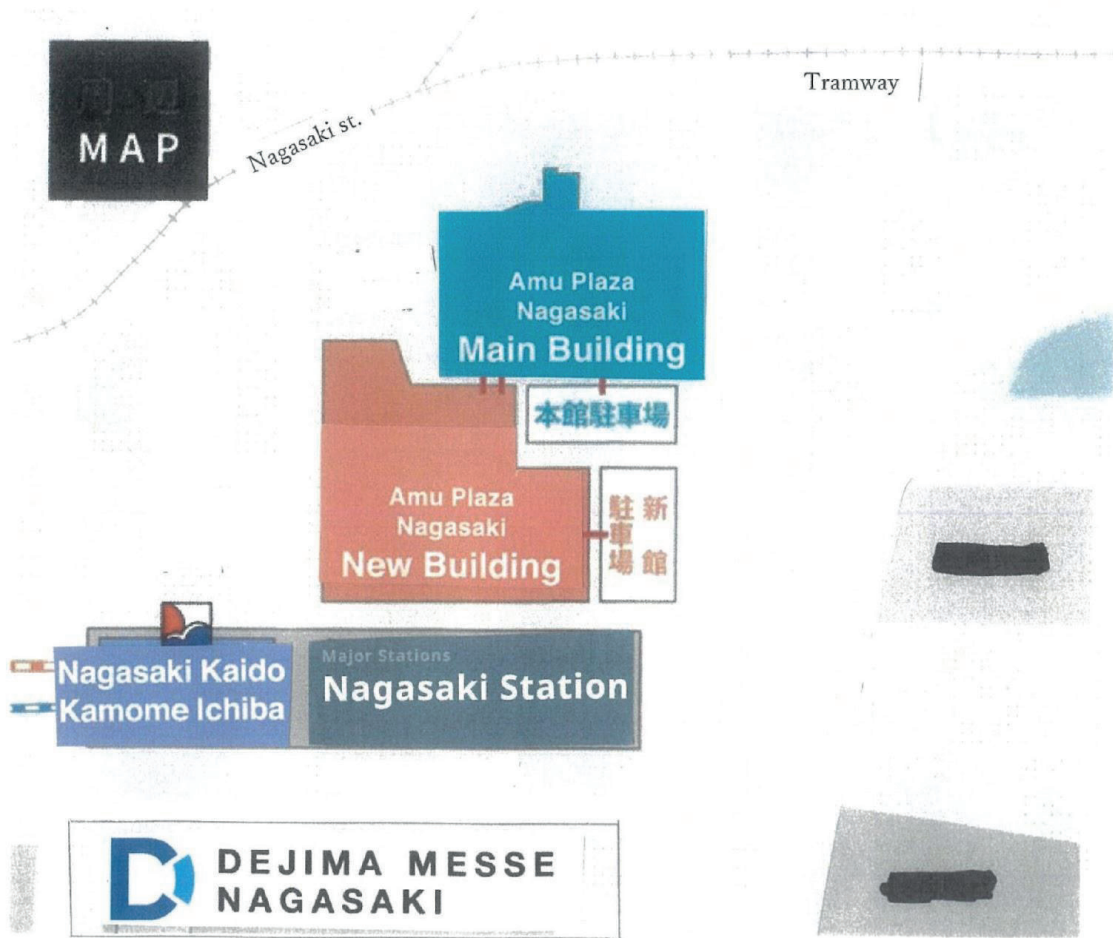 MAP
Nagasaki st.
Tramway
Amu Plaza
Nagasaki
Main Building
本館駐車場
Amu Plaza
Nagasaki
New Building
新館
駐車場
Nagasaki Kaido
Kamome Ichiba
Major Stations
Nagasaki Station
DEJIMA MESSE
NAGASAKI